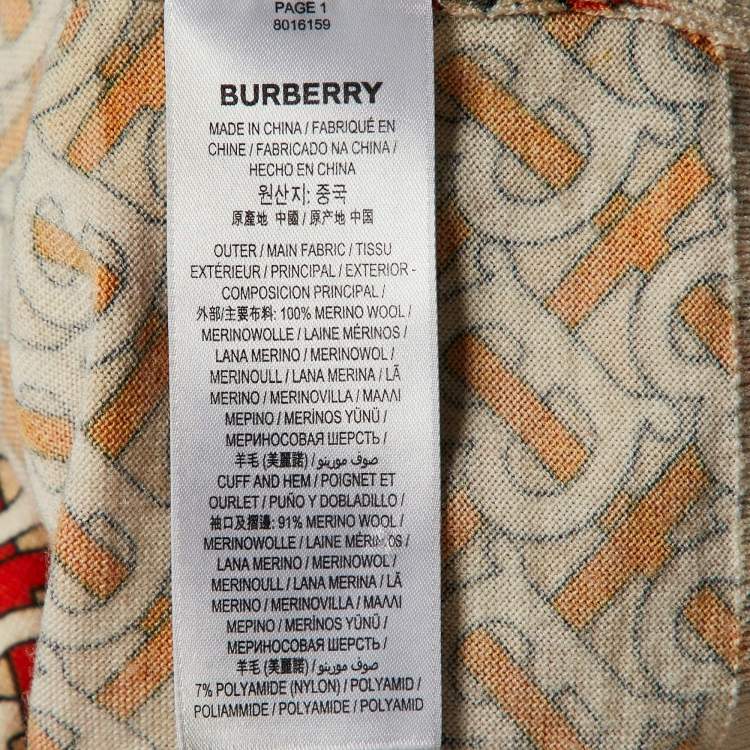 PAGE 1
8016159
BURBERRY
MADE IN CHINA / FABRIQUÉ EN
CHINE / FABRICADO NA CHINA /
HECHO EN CHINA
원산지: 중국
原產地 中國 / 原产地 中国
OUTER / MAIN FABRIC / TISSU
EXTÉRIEUR / PRINCIPAL / EXTERIOR -
COMPOSICION PRINCIPAL /
外部/主要布料: 100% MERINO WOOL /
MERINOWOLLE / LAINE MÉRINOS /
LANA MERINO / MERINOWOL /
MERINOULL / LANA MERINA / LÃ
MERINO / MERINOVILLA / ΜΑΛΛΙ
ΜΕΡΙΝΟ / MERİNOS YÜNÜ /
МЕРИНОСОВАЯ ШЕРСТЬ /
羊毛 (美麗諾) / صوف مورينو /
CUFF AND HEM / POIGNET ET
OURLET / PUÑO Y DOBLADILLO /
袖口及摺邊: 91% MERINO WOOL /
MERINOWOLLE / LAINE MÉRINOS /
LANA MERINO / MERINOWOL /
MERINOULL / LANA MERINA / LÃ
MERINO / MERINOVILLA / ΜΑΛΛΙ
ΜΕΡΙΝΟ / MERİNOS YÜNÜ /
МЕРИНОСОВАЯ ШЕРСТЬ /
羊毛 (美麗諾) / صوف مورينو /
7% POLYAMIDE (NYLON) / POLYAMID /
POLIAMMIDE / POLYAMIDE / POLYAMID